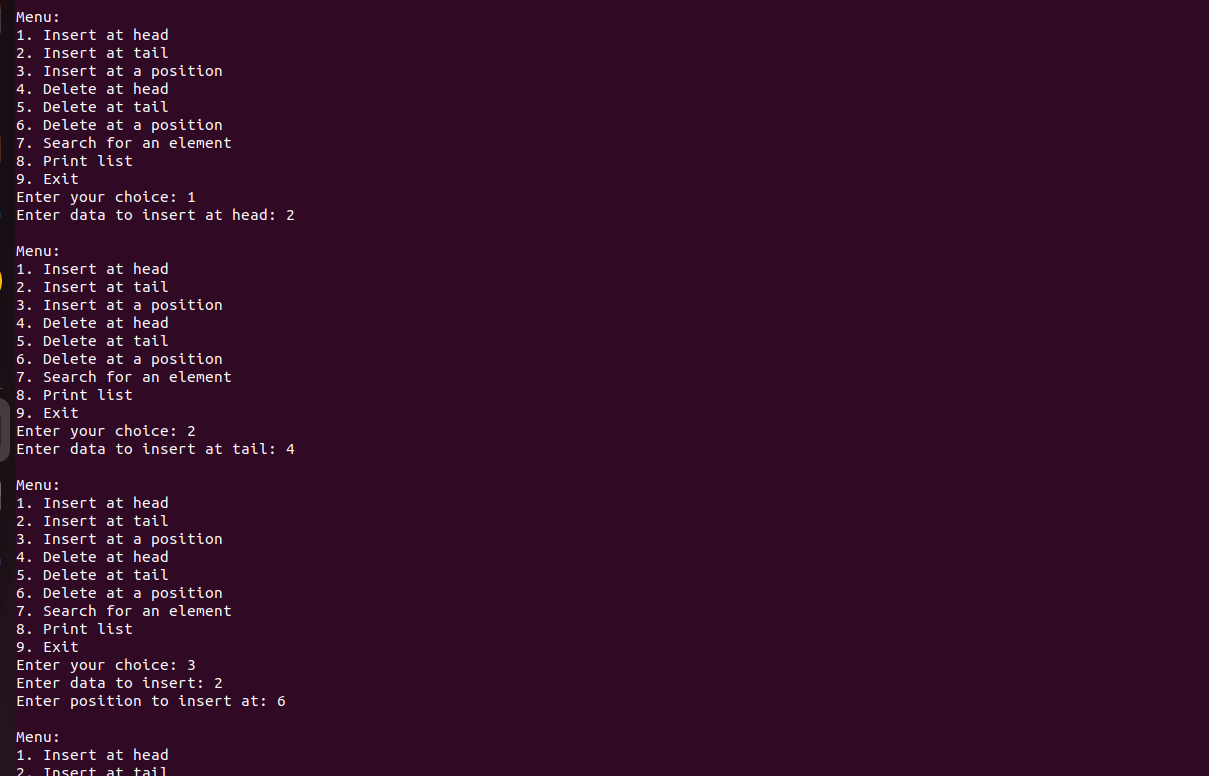 Menu:
1. Insert at head
2. Insert at tail
3. Insert at a position
4. Delete at head
5. Delete at tail
6. Delete at a position
7. Search for an element
8. Print list
9. Exit
Enter your choice: 1
Enter data to insert at head: 2
Menu:
1. Insert at head
2. Insert at tail
3. Insert at a position
4. Delete at head
5. Delete at tail
6. Delete at a position
7. Search for an element
8. Print list
9. Exit
Enter your choice: 2
Enter data to insert at tail: 4
Menu:
1. Insert at head
2. Insert at tail
3. Insert at a position
4. Delete at head
5. Delete at tail
6. Delete at a position
7. Search for an element
8. Print list
9. Exit
Enter your choice: 3
Enter data to insert: 2
Enter position to insert at: 6
Menu:
1. Insert at head
2. Insert at tail